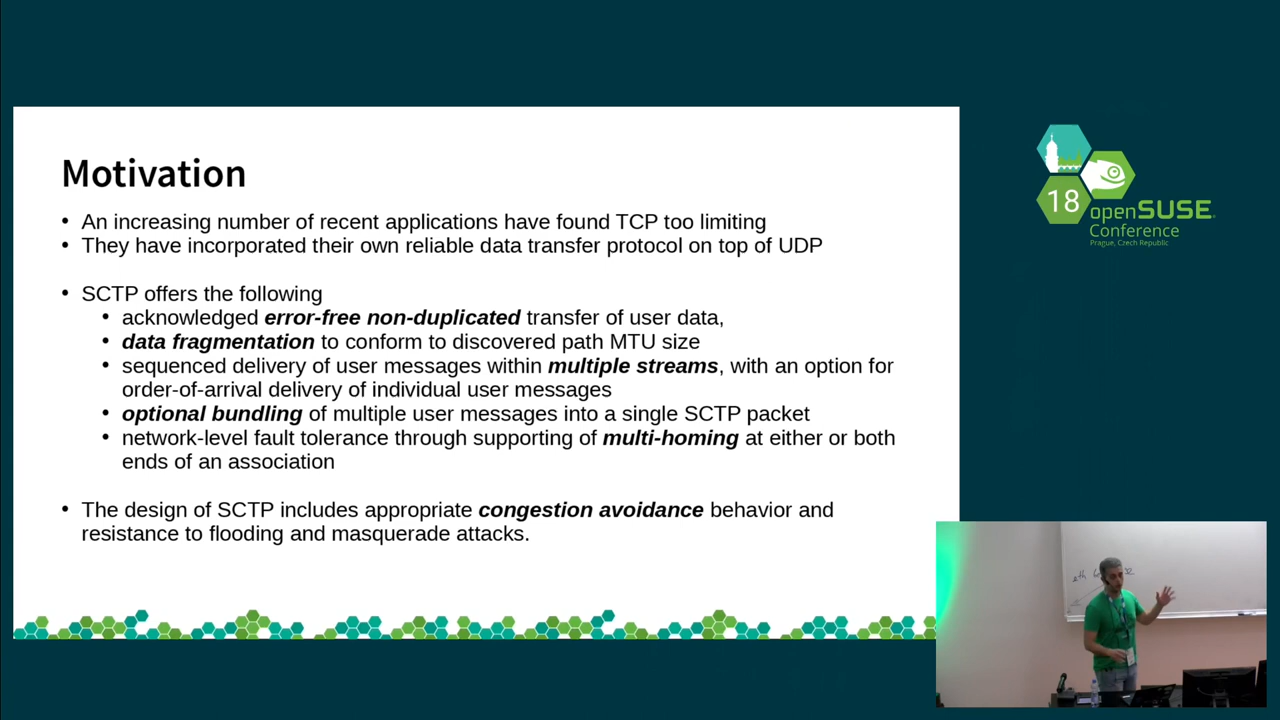 Motivation
• An increasing number of recent applications have found TCP too limiting
• They have incorporated their own reliable data transfer protocol on top of UDP
• SCTP offers the following
• acknowledged error-free non-duplicated transfer of user data,
• data fragmentation to conform to discovered path MTU size
• sequenced delivery of user messages within multiple streams, with an option for
order-of-arrival delivery of individual user messages
• optional bundling of multiple user messages into a single SCTP packet
• network-level fault tolerance through supporting of multi-homing at either or both
ends of an association
• The design of SCTP includes appropriate congestion avoidance behavior and
resistance to flooding and masquerade attacks.
18
openSUSE
Conference
Prague, Czech Republic